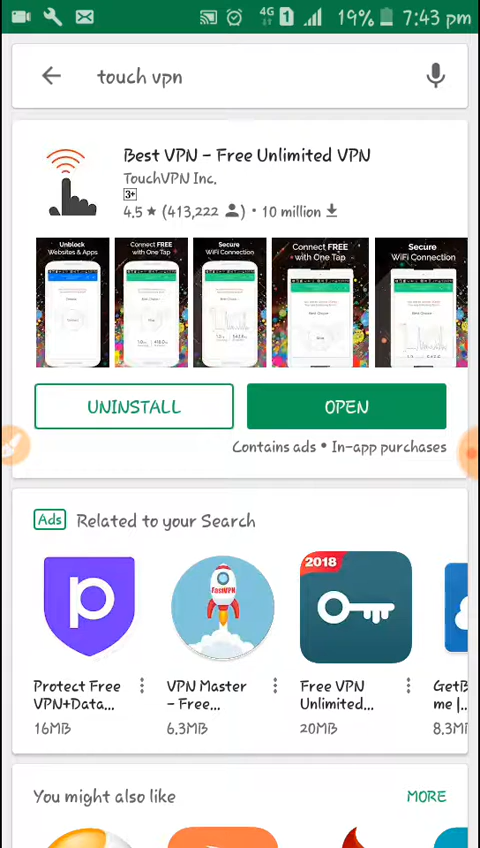 4G 1 19% 7:43 pm
touch vpn
Best VPN - Free Unlimited VPN
TouchVPN Inc.
3+
4.5 ★ (413,222) • 10 million
Unblock Websites & Apps
Connect FREE with One Tap
Secure WiFi Connection
Connect FREE with One Tap
Secure WiFi Connection
UNINSTALL OPEN
Contains ads • In-app purchases
Ads Related to your Search
p
FastVPN
2018
Protect Free VPN+Data...
16MB
VPN Master - Free...
6.3MB
Free VPN Unlimited...
20MB
GetB
me |..
8.3M
You might also like MORE